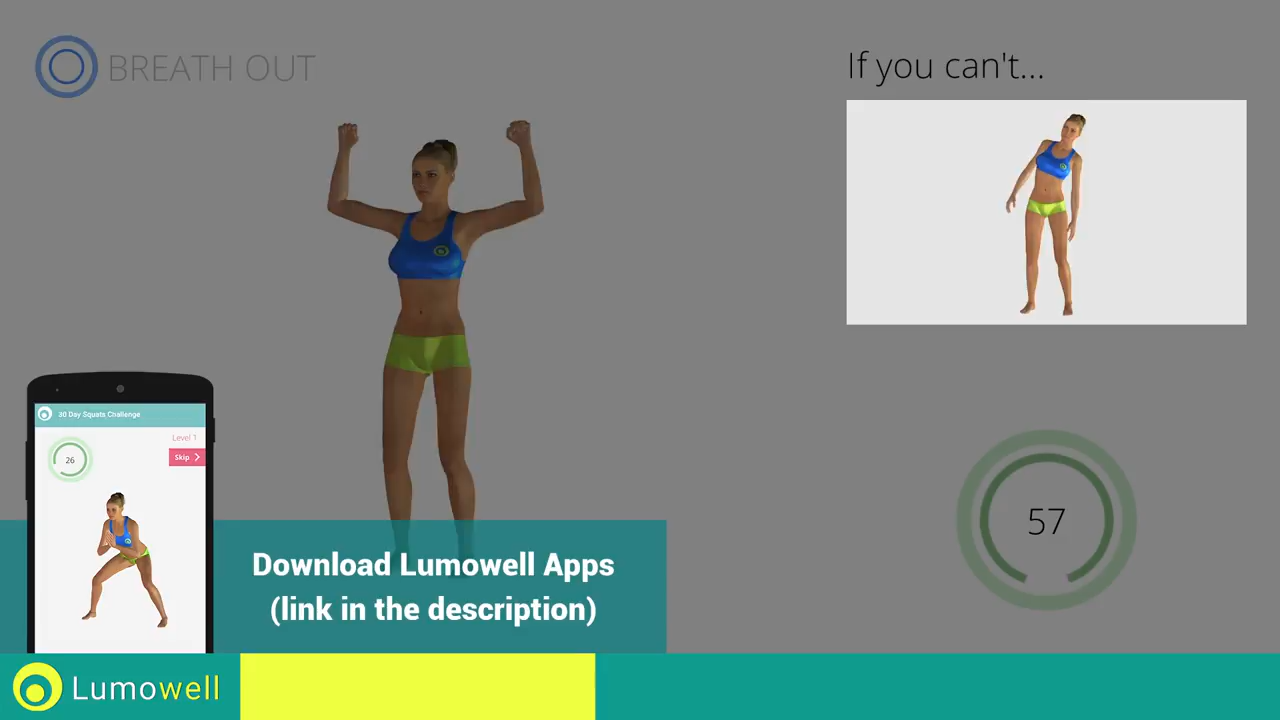 BREATH OUT
If you can't...
30 Day Squats Challenge
Level 1
26
Skip
57
Download Lumowell Apps
(link in the description)
Lumowell